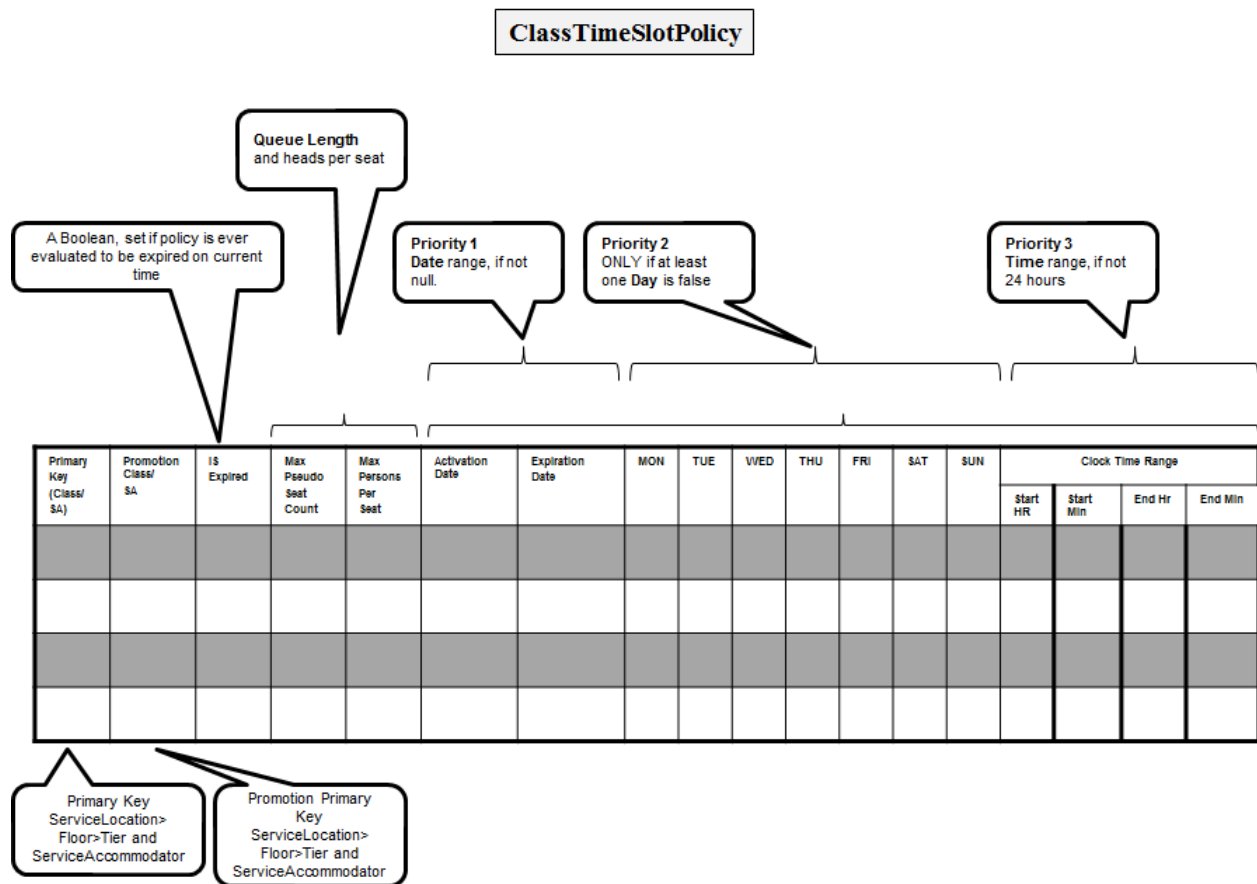 ClassTimeSlotPolicy
Queue Length
and heads per seat
A Boolean, set if policy is ever
evaluated to be expired on current
time
Priority 1
Date range, if not
null.
Priority 2
ONLY if at least
one Day is false
Priority 3
Time range, if not
24 hours
Primary
Key
(Class/
SA)
Promotion
Class/
SA
IS
Expired
Max
Pseudo
Seat
Count
Max
Persons
Per
Seat
Activation
Date
Expiration
Date
MON
TUE
WED
THU
FRI
SAT
SUN
Clock Time Range
Start
HR
Start
Min
End Hr
End Min
Primary Key
ServiceLocation>
Floor>Tier and
ServiceAccommodator
Promotion Primary
Key
ServiceLocation>
Floor>Tier and
ServiceAccommodator